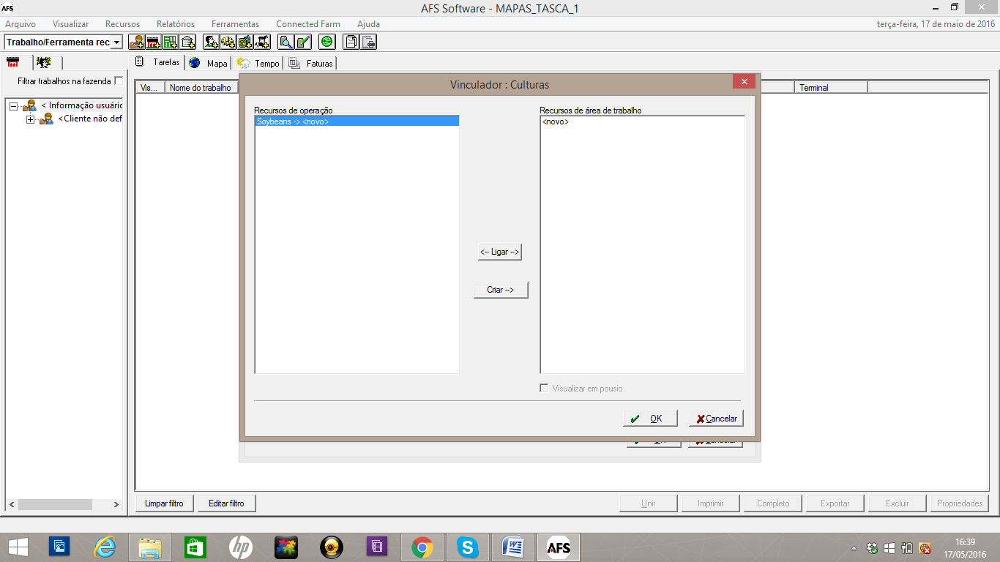 AFS
AFS Software - MAPAS_TASCA_1
Arquivo Visualizar Recursos Relatórios Ferramentas Connected Farm Ajuda terça-feira, 17 de maio de 2016
Trabalho/Ferramenta rec
Tarefas Mapa Tempo Faturas
Filtrar trabalhos na fazenda
Vis... Nome do trabalho Terminal
< Informação usuáric
<Cliente não def
Vinculador : Culturas
Recursos de operação Recursos de área de trabalho
Soybeans -> <novo> <novo>
<-- Ligar -->
Criar -->
Visualizar em pousio
OK Cancelar
Limpar filtro Editar filtro Unir Imprimir Completo Exportar Excluir Propriedades
hp
AFS
16:39
17/05/2016